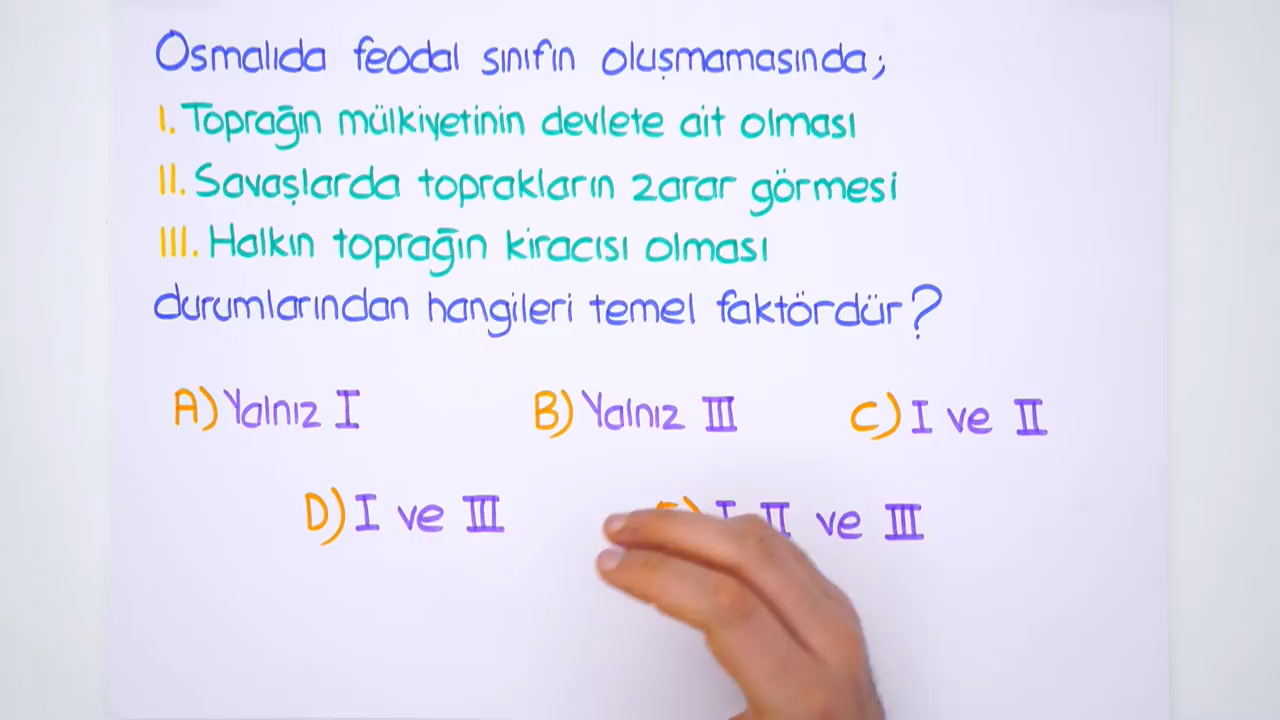 Osmalıda feodal sınıfın oluşmamasında;
I. Toprağın mülkiyetinin devlete ait olması
II. Savaşlarda toprakların zarar görmesi
III. Halkın toprağın kiracısı olması
durumlarından hangileri temel faktördür?
A) Yalnız I B) Yalnız III C) I ve II
D) I ve III E) I II ve III